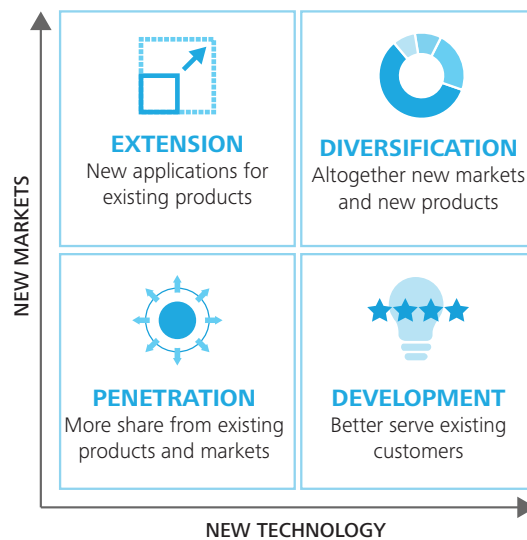 NEW MARKETS
EXTENSION
New applications for
existing products
DIVERSIFICATION
Altogether new markets
and new products
PENETRATION
More share from existing
products and markets
DEVELOPMENT
Better serve existing
customers
NEW TECHNOLOGY